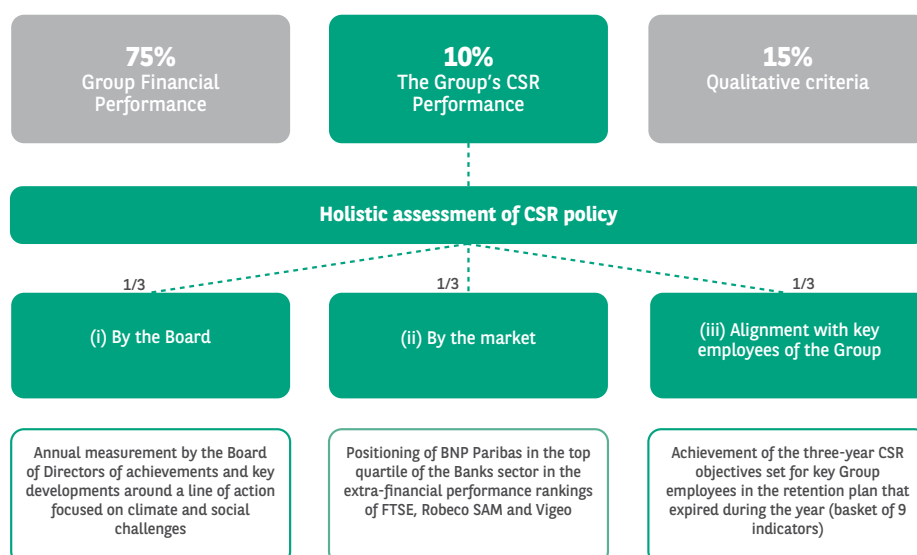 75%
Group Financial
Performance
10%
The Group's CSR
Performance
15%
Qualitative criteria
Holistic assessment of CSR policy
1/3
1/3
1/3
(i) By the Board
(ii) By the market
(iii) Alignment with key
employees of the Group
Annual measurement by the Board
of Directors of achievements and key
developments around a line of action
focused on climate and social
challenges
Positioning of BNP Paribas in the top
quartile of the Banks sector in the
extra-financial performance rankings
of FTSE, Robeco SAM and Vigeo
Achievement of the three-year CSR
objectives set for key Group
employees in the retention plan that
expired during the year (basket of 9
indicators)